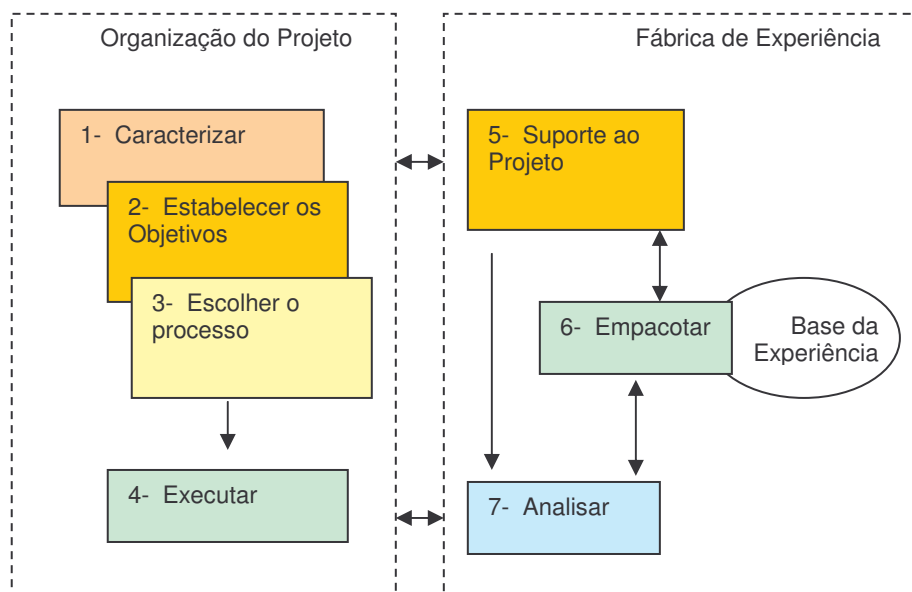 Organização do Projeto
Fábrica de Experiência
1- Caracterizar
2- Estabelecer os
Objetivos
3- Escolher o
processo
4- Executar
5- Suporte ao
Projeto
6- Empacotar
Base da
Experiência
7- Analisar